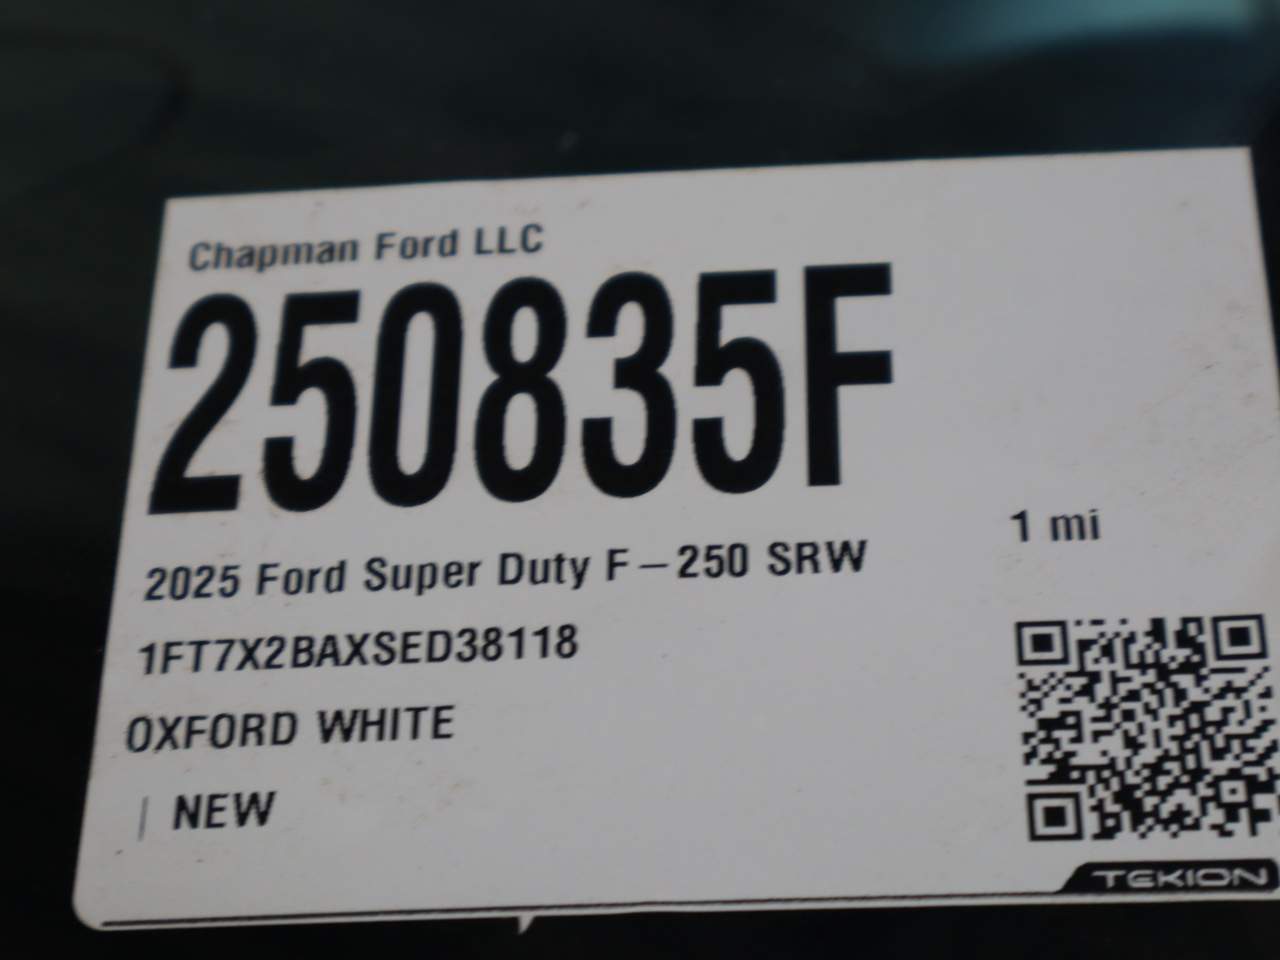 Chapman Ford LLC
250835F
2025 Ford Super Duty F-250 SRW
1 mi
1FT7X2BAXSED38118
OXFORD WHITE
| NEW
TEKION